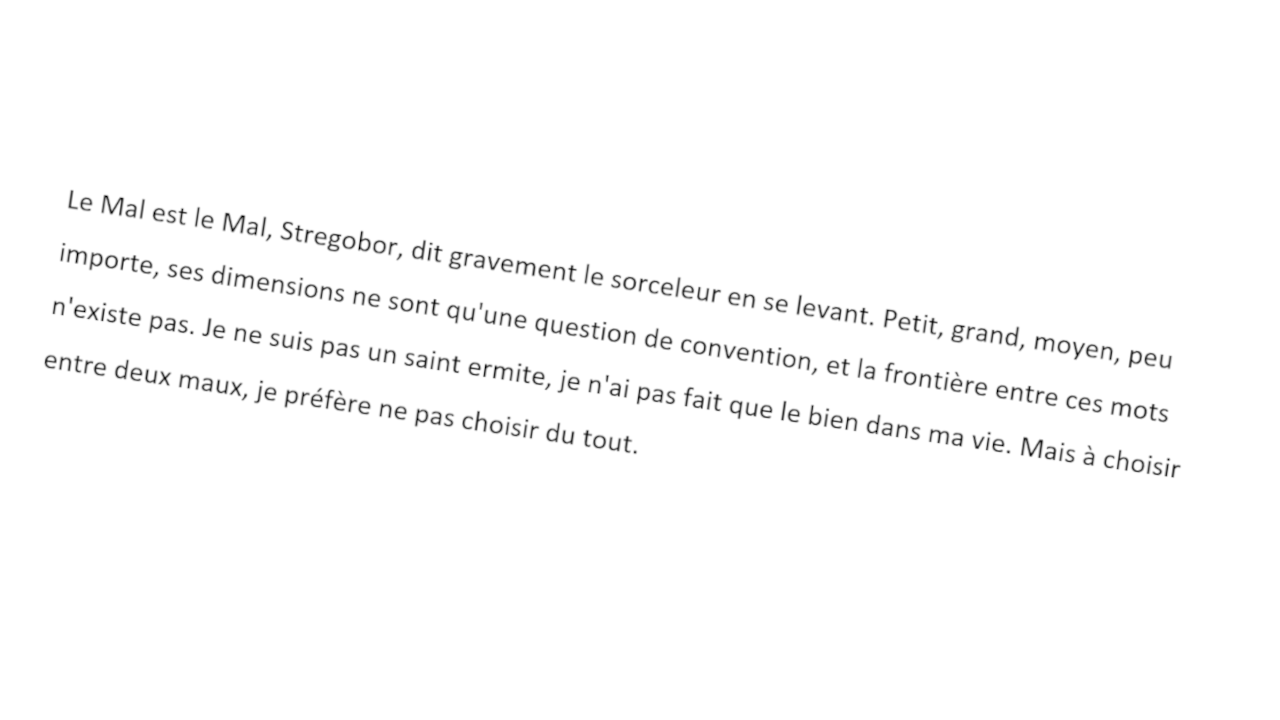 Le Mal est le Mal, Stregobor, dit gravement le sorceleur en se levant. Petit, grand, moyen, peu
importe, ses dimensions ne sont qu'une question de convention, et la frontière entre ces mots
n'existe pas. Je ne suis pas un saint ermite, je n'ai pas fait que le bien dans ma vie. Mais à choisir
entre deux maux, je préfère ne pas choisir du tout.